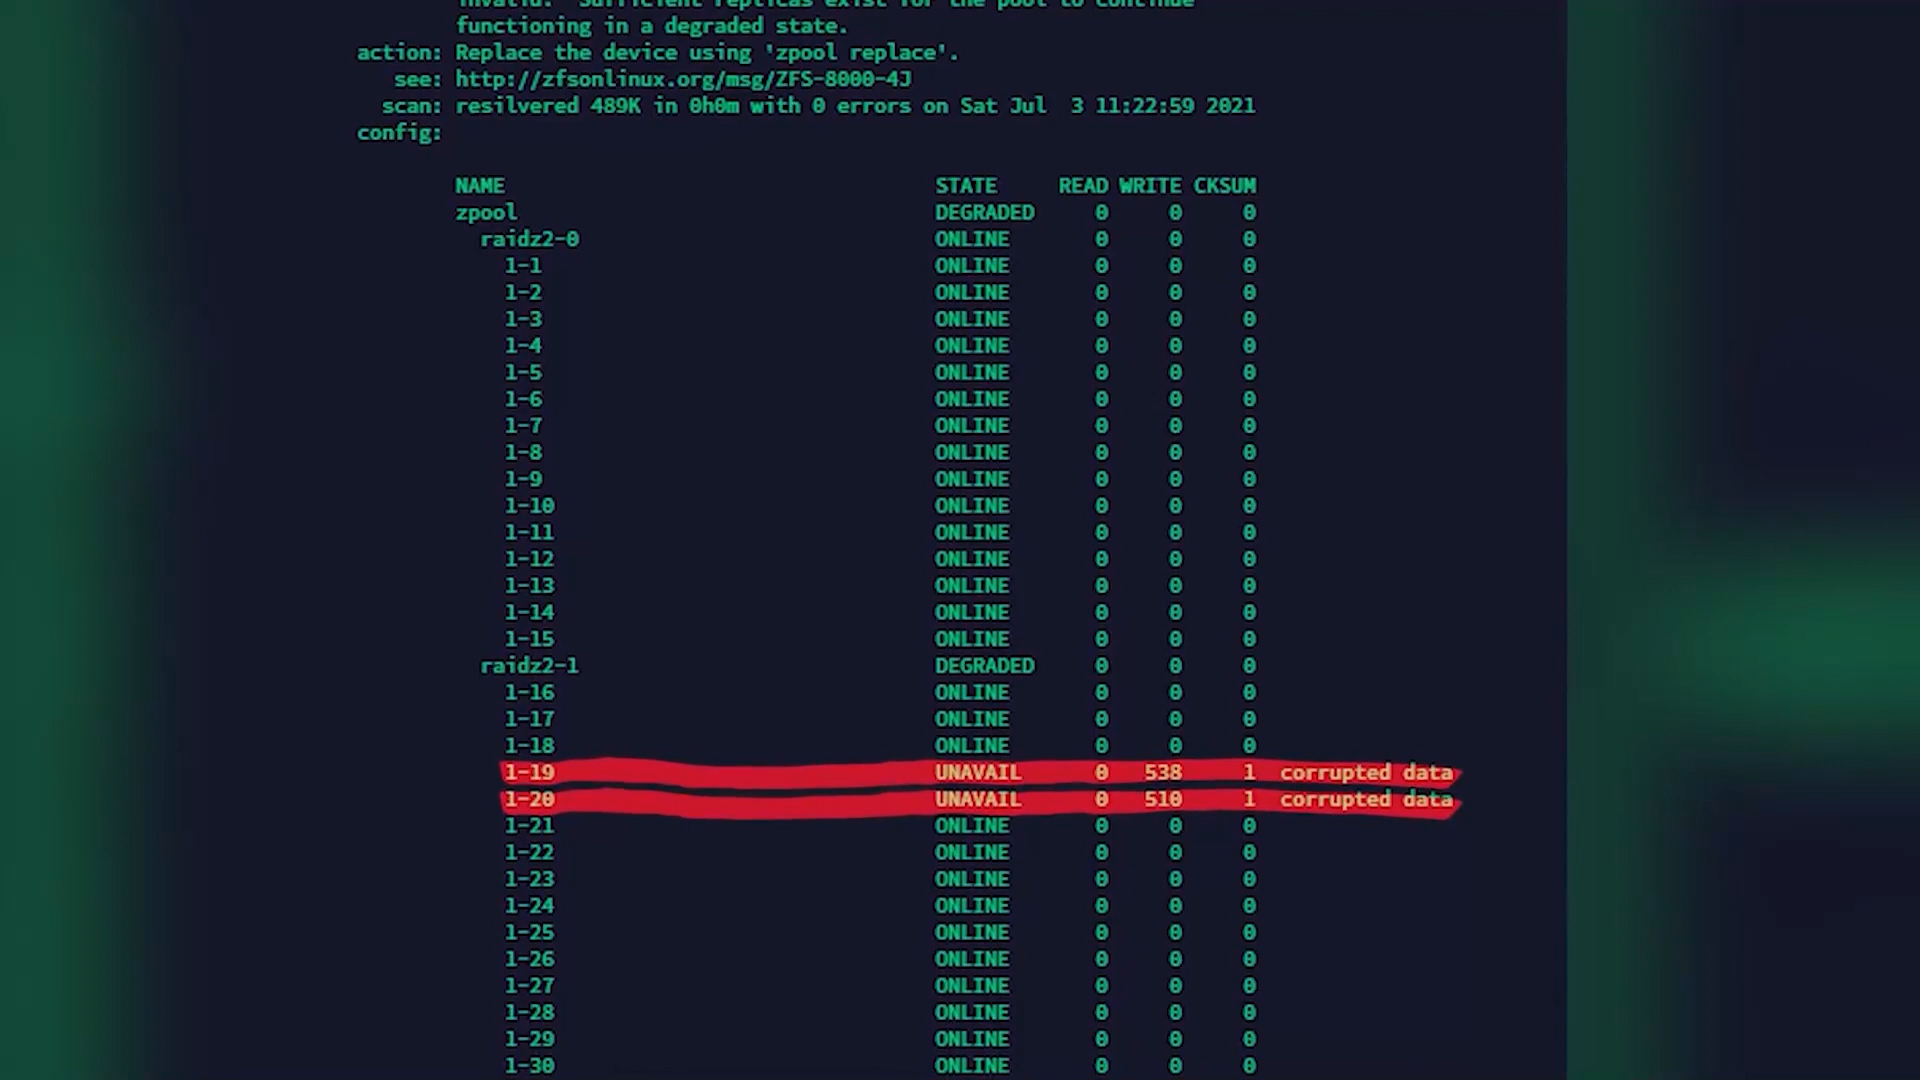 invalid.  Sufficient replicas exist for the pool to continue
functioning in a degraded state.
action: Replace the device using 'zpool replace'.
see: http://zfsonlinux.org/msg/ZFS-8000-4J
scan: resilvered 489K in 0h0m with 0 errors on Sat Jul  3 11:22:59 2021
config:
NAME STATE READ WRITE CKSUM
zpool DEGRADED 0 0 0
raidz2-0 ONLINE 0 0 0
1-1 ONLINE 0 0 0
1-2 ONLINE 0 0 0
1-3 ONLINE 0 0 0
1-4 ONLINE 0 0 0
1-5 ONLINE 0 0 0
1-6 ONLINE 0 0 0
1-7 ONLINE 0 0 0
1-8 ONLINE 0 0 0
1-9 ONLINE 0 0 0
1-10 ONLINE 0 0 0
1-11 ONLINE 0 0 0
1-12 ONLINE 0 0 0
1-13 ONLINE 0 0 0
1-14 ONLINE 0 0 0
1-15 ONLINE 0 0 0
raidz2-1 DEGRADED 0 0 0
1-16 ONLINE 0 0 0
1-17 ONLINE 0 0 0
1-18 ONLINE 0 0 0
1-19 UNAVAIL 0 538 1 corrupted data
1-20 UNAVAIL 0 510 1 corrupted data
1-21 ONLINE 0 0 0
1-22 ONLINE 0 0 0
1-23 ONLINE 0 0 0
1-24 ONLINE 0 0 0
1-25 ONLINE 0 0 0
1-26 ONLINE 0 0 0
1-27 ONLINE 0 0 0
1-28 ONLINE 0 0 0
1-29 ONLINE 0 0 0
1-30 ONLINE 0 0 0